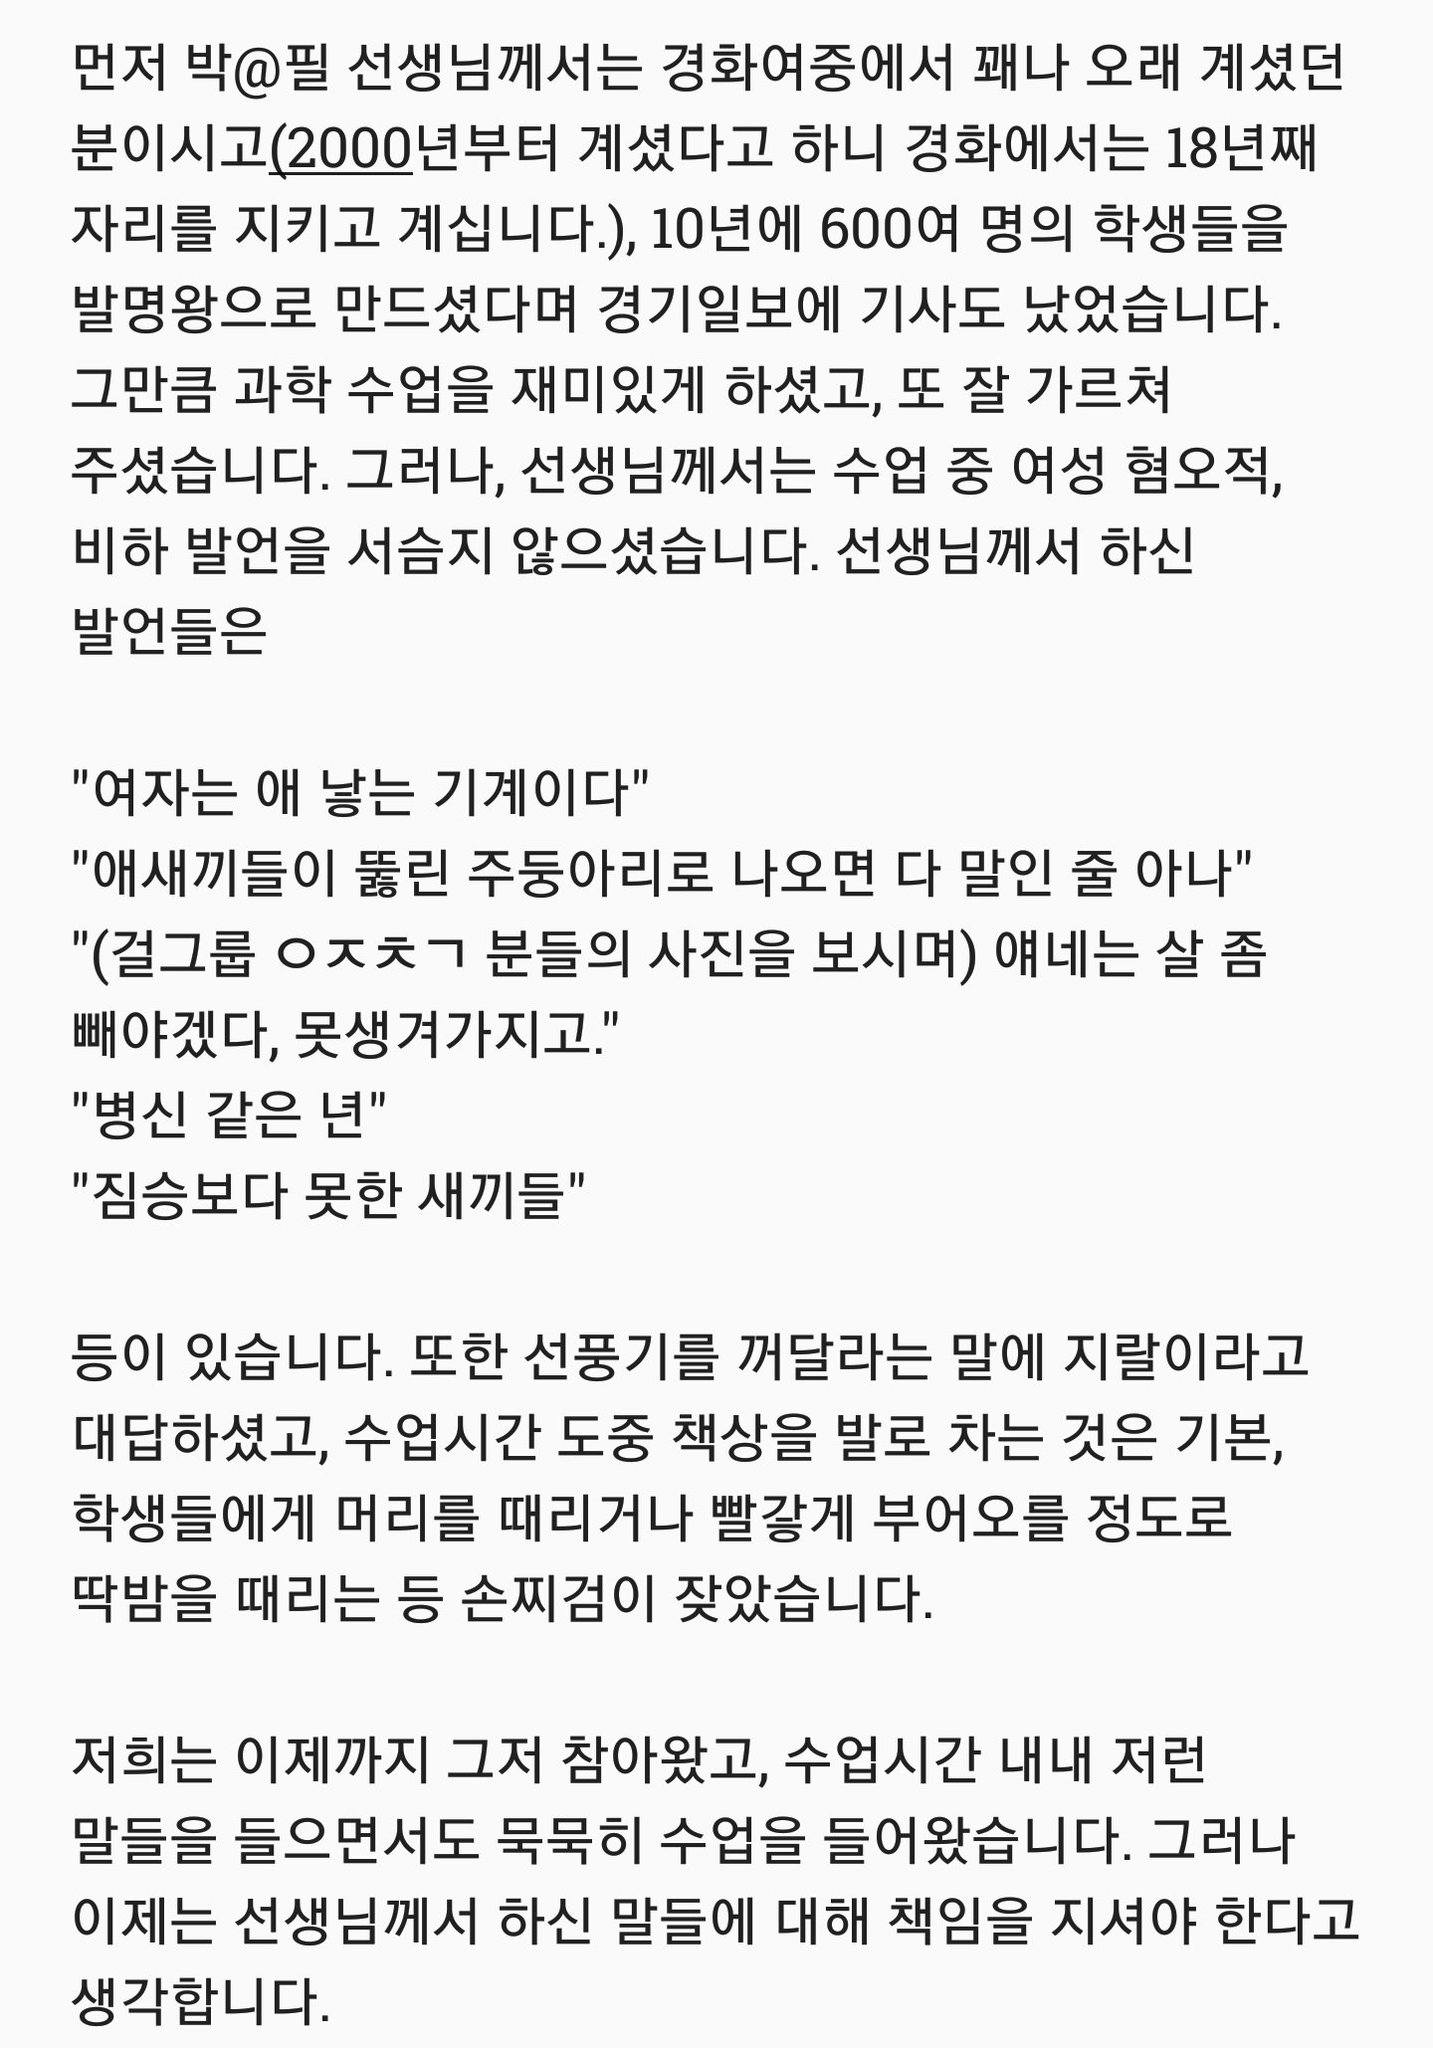 먼저 박@필 선생님께서는 경화여중에서 꽤나 오래 계셨던
분이시고(2000년부터 계셨다고 하니 경화에서는 18년째
자리를 지키고 계십니다.), 10년에 600여 명의 학생들을
발명왕으로 만드셨다며 경기일보에 기사도 났었습니다.
그만큼 과학 수업을 재미있게 하셨고, 또 잘 가르쳐
주셨습니다. 그러나, 선생님께서는 수업 중 여성 혐오적,
비하 발언을 서슴지 않으셨습니다. 선생님께서 하신
발언들은
"여자는 애 낳는 기계이다"
"애새끼들이 뚫린 주둥아리로 나오면 다 말인 줄 아나"
"(걸그룹 ㅇㅈㅊㄱ 분들의 사진을 보시며) 얘네는 살 좀
빼야겠다, 못생겨가지고."
"병신 같은 년"
"짐승보다 못한 새끼들"
등이 있습니다. 또한 선풍기를 꺼달라는 말에 지랄이라고
대답하셨고, 수업시간 도중 책상을 발로 차는 것은 기본,
학생들에게 머리를 때리거나 빨갛게 부어오를 정도로
딱밤을 때리는 등 손찌검이 잦았습니다.
저희는 이제까지 그저 참아왔고, 수업시간 내내 저런
말들을 들으면서도 묵묵히 수업을 들어왔습니다. 그러나
이제는 선생님께서 하신 말들에 대해 책임을 지셔야 한다고
생각합니다.